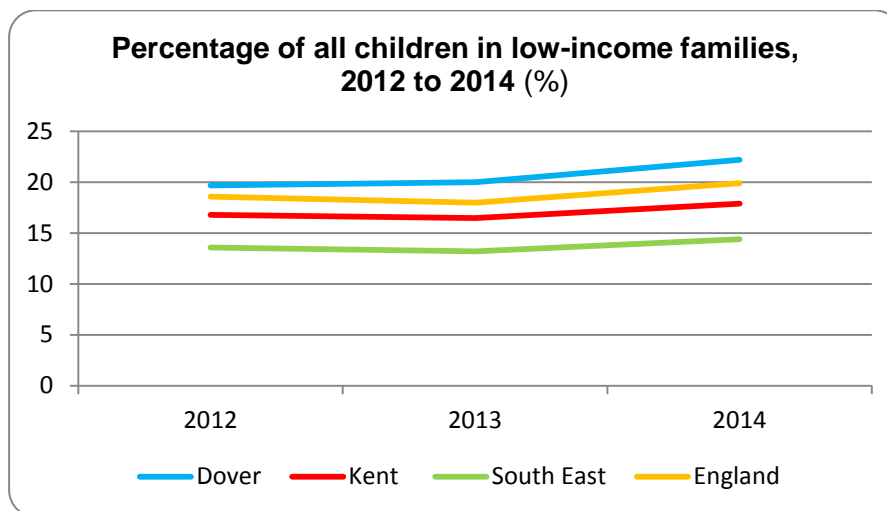 Percentage of all children in low-income families,
2012 to 2014 (%)
25
20
15
10
5
0
2012 2013 2014
Dover Kent South East England